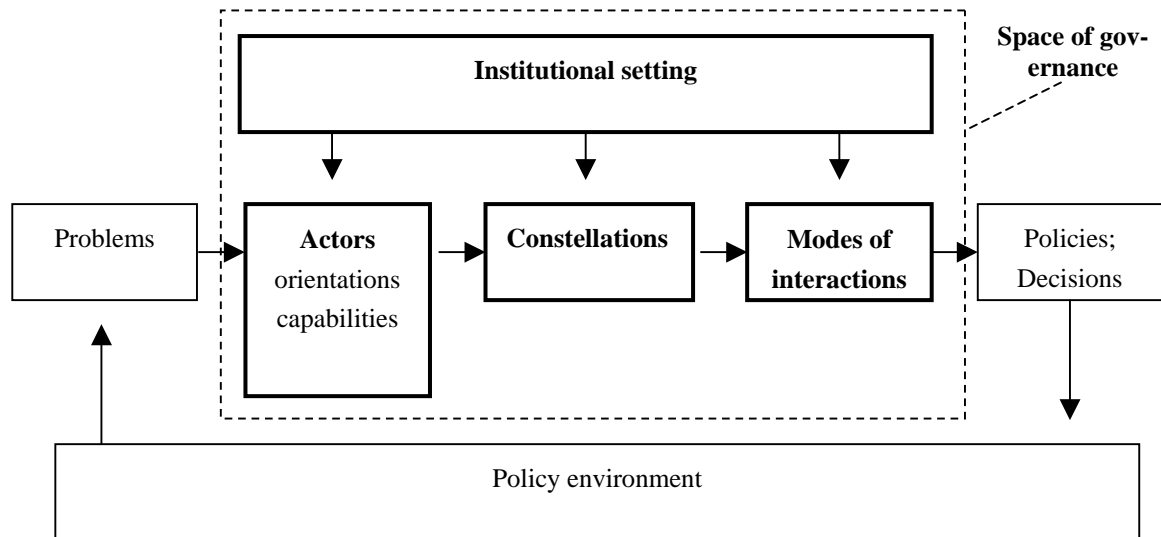 Institutional setting
Space of gov-
ernance
Problems
Actors
orientations
capabilities
Constellations
Modes of
interactions
Policies;
Decisions
Policy environment